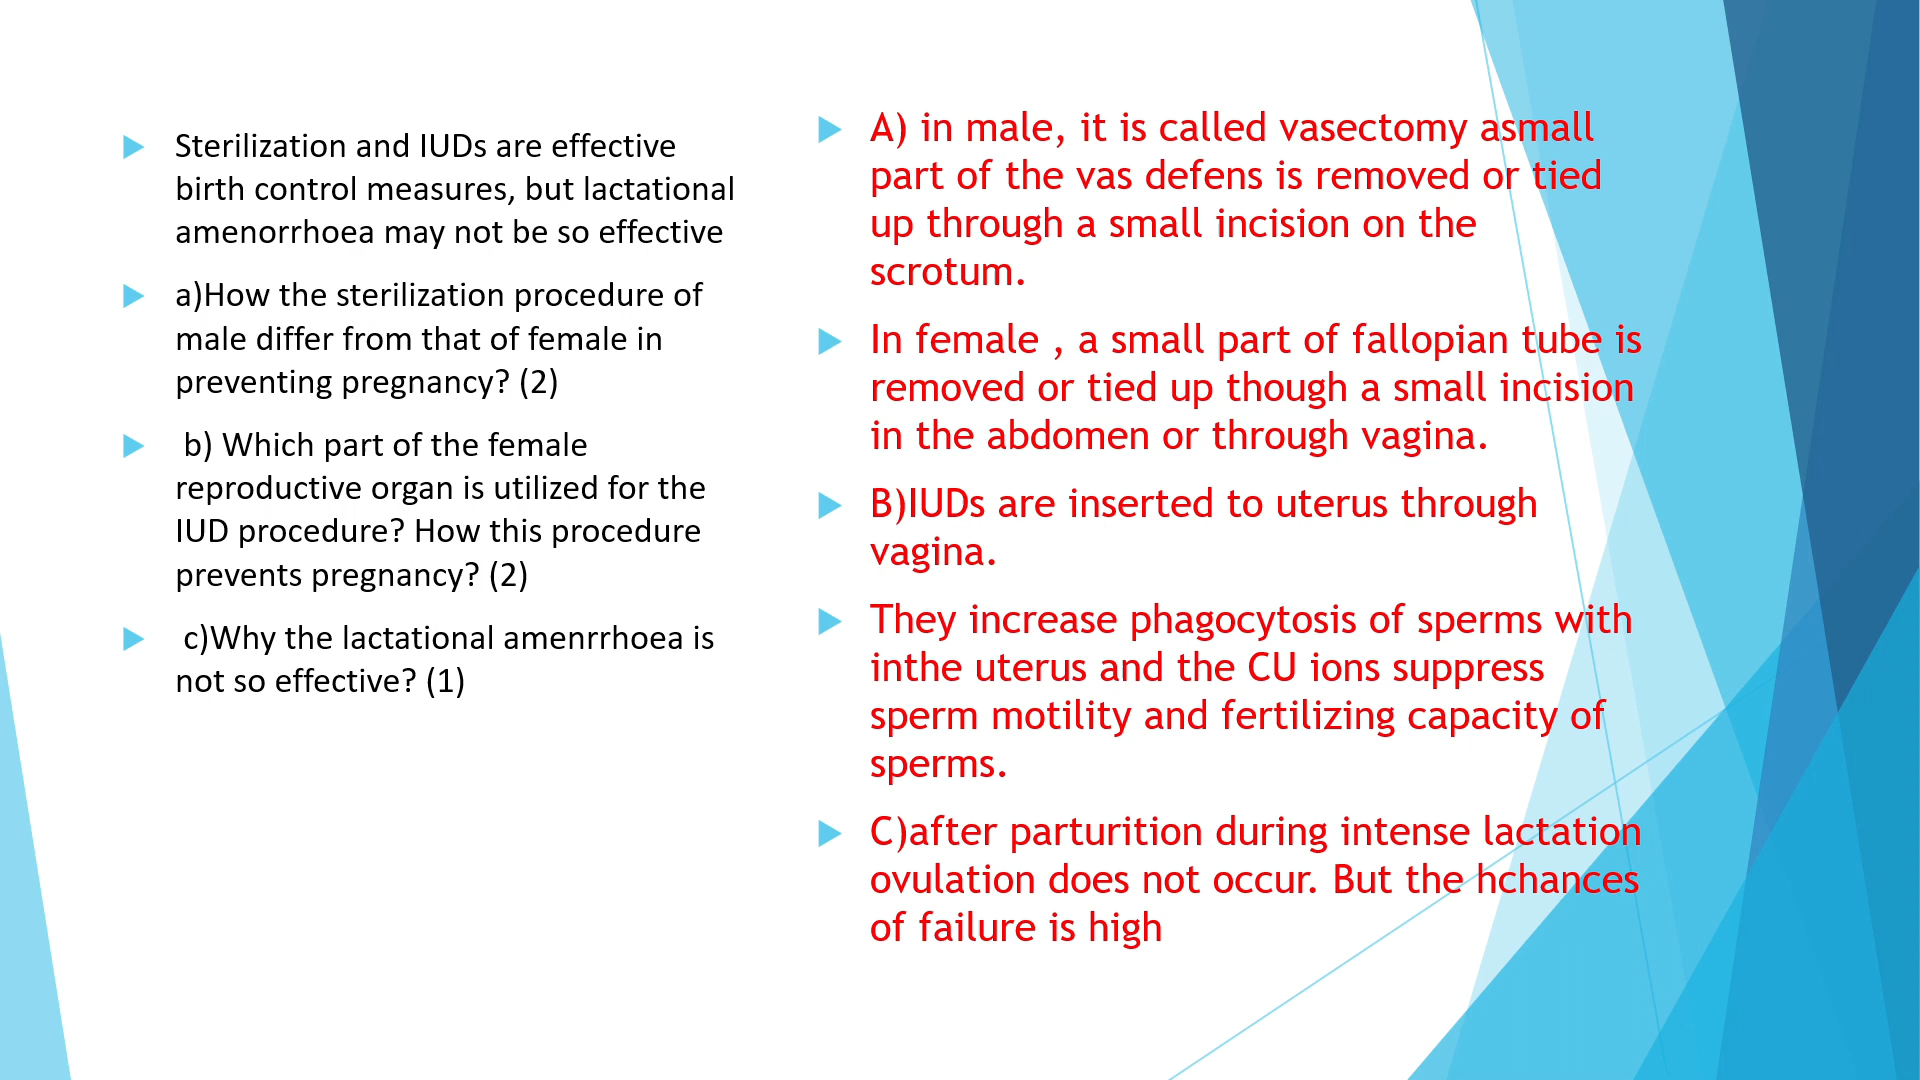 Sterilization and IUDs are effective
birth control measures, but lactational
amenorrhoea may not be so effective
a)How the sterilization procedure of
male differ from that of female in
preventing pregnancy? (2)
b) Which part of the female
reproductive organ is utilized for the
IUD procedure? How this procedure
prevents pregnancy? (2)
c)Why the lactational amenrrhoea is
not so effective? (1)
A) in male, it is called vasectomy asmall
part of the vas defens is removed or tied
up through a small incision on the
scrotum.
In female , a small part of fallopian tube is
removed or tied up though a small incision
in the abdomen or through vagina.
B)IUDs are inserted to uterus through
vagina.
They increase phagocytosis of sperms with
inthe uterus and the CU ions suppress
sperm motility and fertilizing capacity of
sperms.
C)after parturition during intense lactation
ovulation does not occur. But the hchances
of failure is high